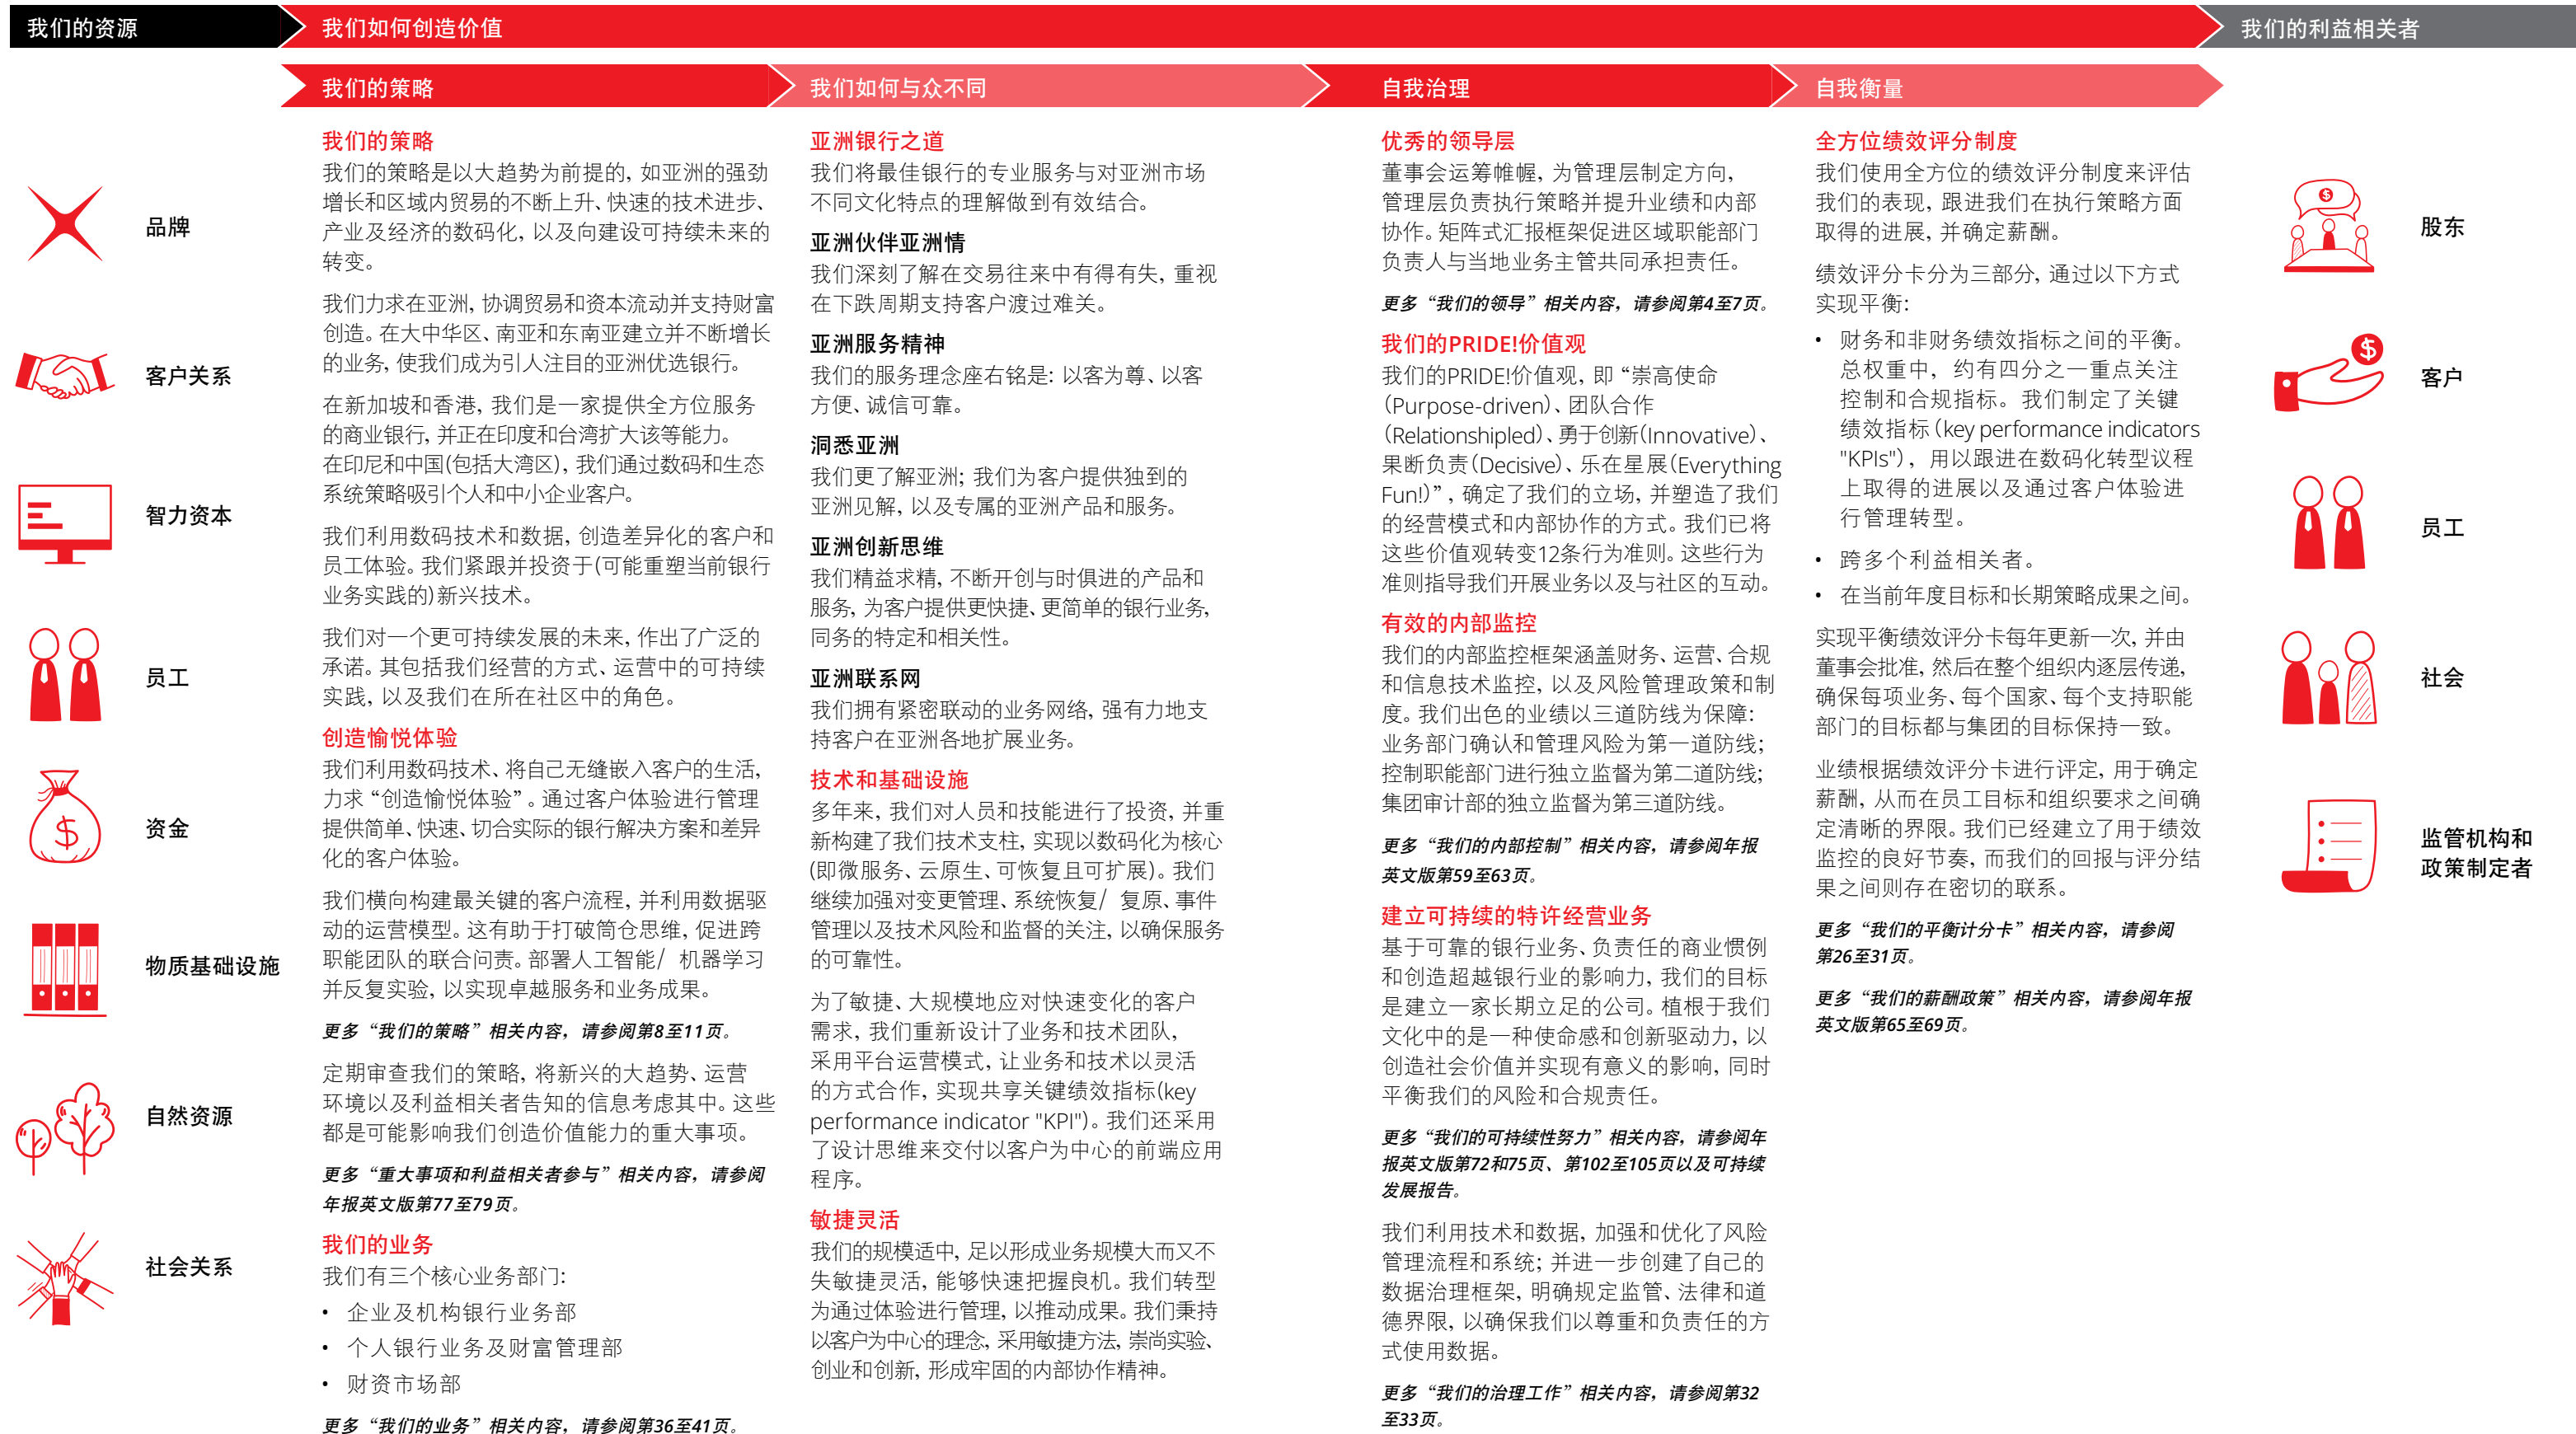 我们的资源
我们如何创造价值
我们的利益相关者
我们的策略
我们如何与众不同
自我治理
自我衡量
品牌
客户关系
智力资本
员工
资金
物质基础设施
自然资源
社会关系
我们的策略
我们的策略是以大趋势为前提的，如亚洲的强劲
增长和区域内贸易的不断上升、快速的技术进步、
产业及经济的数码化，以及向建设可持续未来的
转变。
我们力求在亚洲，协调贸易和资本流动并支持财富
创造。在大中华区、南亚和东南亚建立并不断增长
的业务，使我们成为引人注目的亚洲优选银行。
在新加坡和香港，我们是一家提供全方位服务
的商业银行，并正在印度和台湾扩大该等能力。
在印尼和中国(包括大湾区)，我们通过数码和生态
系统策略吸引个人和中小企业客户。
我们利用数码技术和数据，创造差异化的客户和
员工体验。我们紧跟并投资于(可能重塑当前银行
业务实践的)新兴技术。
我们对一个更可持续发展的未来，作出了广泛的
承诺。其包括我们经营的方式、运营中的可持续
实践，以及我们在所在社区中的角色。
创造愉悦体验
我们利用数码技术、将自己无缝嵌入客户的生活，
力求“创造愉悦体验”。通过客户体验进行管理
提供简单、快速、切合实际的银行解决方案和差异
化的客户体验。
我们横向构建最关键的客户流程，并利用数据驱
动的运营模型。这有助于打破筒仓思维，促进跨
职能团队的联合问责。部署人工智能/ 机器学习
并反复实验，以实现卓越服务和业务成果。
更多“我们的策略”相关内容，请参阅第8至11页。
定期审查我们的策略，将新兴的大趋势、运营
环境以及利益相关者告知的信息考虑其中。这些
都是可能影响我们创造价值能力的重大事项。
更多“重大事项和利益相关者参与”相关内容，请参阅
年报英文版第77至79页。
我们的业务
我们有三个核心业务部门：
• 企业及机构银行业务部
• 个人银行业务及财富管理部
• 财资市场部
更多“我们的业务”相关内容，请参阅第36至41页。
亚洲银行之道
我们将最佳银行的专业服务与对亚洲市场
不同文化特点的理解做到有效结合。
亚洲伙伴亚洲情
我们深刻了解在交易往来中有得有失，重视
在下跌周期支持客户渡过难关。
亚洲服务精神
我们的服务理念座右铭是：以客为尊、以客
方便、诚信可靠。
洞悉亚洲
我们更了解亚洲；我们为客户提供独到的
亚洲见解，以及专属的亚洲产品和服务。
亚洲创新思维
我们精益求精，不断开创与时俱进的产品和
服务，为客户提供更快捷、更简单的银行业务，
同务的特定和相关性。
亚洲联系网
我们拥有紧密联动的业务网络，强有力地支
持客户在亚洲各地扩展业务。
技术和基础设施
多年来，我们对人员和技能进行了投资，并重
新构建了我们技术支柱，实现以数码化为核心
(即微服务、云原生、可恢复且可扩展)。我们
继续加强对变更管理、系统恢复/ 复原、事件
管理以及技术风险和监督的关注，以确保服务
的可靠性。
为了敏捷、大规模地应对快速变化的客户
需求，我们重新设计了业务和技术团队，
采用平台运营模式，让业务和技术以灵活
的方式合作，实现共享关键绩效指标(key
performance indicator "KPI")。我们还采用
了设计思维来交付以客户为中心的前端应用
程序。
敏捷灵活
我们的规模适中，足以形成业务规模大而又不
失敏捷灵活，能够快速把握良机。我们转型
为通过体验进行管理，以推动成果。我们秉持
以客户为中心的理念，采用敏捷方法，崇尚实验、
创业和创新，形成牢固的内部协作精神。
优秀的领导层
董事会运筹帷幄，为管理层制定方向，
管理层负责执行策略并提升业绩和内部
协作。矩阵式汇报框架促进区域职能部门
负责人与当地业务主管共同承担责任。
更多“我们的领导”相关内容，请参阅第4至7页。
我们的PRIDE!价值观
我们的PRIDE!价值观，即“崇高使命
（Purpose-driven）、团队合作
（Relationshipled）、勇于创新（Innovative）、
果断负责（Decisive）、乐在星展（Everything
Fun!）”，确定了我们的立场，并塑造了我们
的经营模式和内部协作的方式。我们已将
这些价值观转变12条行为准则。这些行为
准则指导我们开展业务以及与社区的互动。
有效的内部监控
我们的内部监控框架涵盖财务、运营、合规
和信息技术监控，以及风险管理政策和制
度。我们出色的业绩以三道防线为保障：
业务部门确认和管理风险为第一道防线；
控制职能部门进行独立监督为第二道防线；
集团审计部的独立监督为第三道防线。
更多“我们的内部控制”相关内容，请参阅年报
英文版第59至63页。
建立可持续的特许经营业务
基于可靠的银行业务、负责任的商业惯例
和创造超越银行业的影响力，我们的目标
是建立一家长期立足的公司。植根于我们
文化中的是一种使命感和创新驱动力，以
创造社会价值并实现有意义的影响，同时
平衡我们的风险和合规责任。
更多“我们的可持续性努力”相关内容，请参阅年
报英文版第72和75页、第102至105页以及可持续
发展报告。
我们利用技术和数据，加强和优化了风险
管理流程和系统；并进一步创建了自己的
数据治理框架，明确规定监管、法律和道
德界限，以确保我们以尊重和负责任的方
式使用数据。
更多“我们的治理工作”相关内容，请参阅第32
至33页。
全方位绩效评分制度
我们使用全方位的绩效评分制度来评估
我们的表现，跟进我们在执行策略方面
取得的进展，并确定薪酬。
绩效评分卡分为三部分，通过以下方式
实现平衡：
• 财务和非财务绩效指标之间的平衡。
总权重中，约有四分之一重点关注
控制和合规指标。我们制定了关键
绩效指标（key performance indicators
"KPIs"），用以跟进在数码化转型议程
上取得的进展以及通过客户体验进
行管理转型。
• 跨多个利益相关者。
• 在当前年度目标和长期策略成果之间。
实现平衡绩效评分卡每年更新一次，并由
董事会批准，然后在整个组织内逐层传递，
确保每项业务、每个国家、每个支持职能
部门的目标都与集团的目标保持一致。
业绩根据绩效评分卡进行评定，用于确定
薪酬，从而在员工目标和组织要求之间确
定清晰的界限。我们已经建立了用于绩效
监控的良好节奏，而我们的回报与评分结
果之间则存在密切的联系。
更多“我们的平衡计分卡”相关内容，请参阅
第26至31页。
更多“我们的薪酬政策”相关内容，请参阅年报
英文版第65至69页。
股东
客户
员工
社会
监管机构和
政策制定者